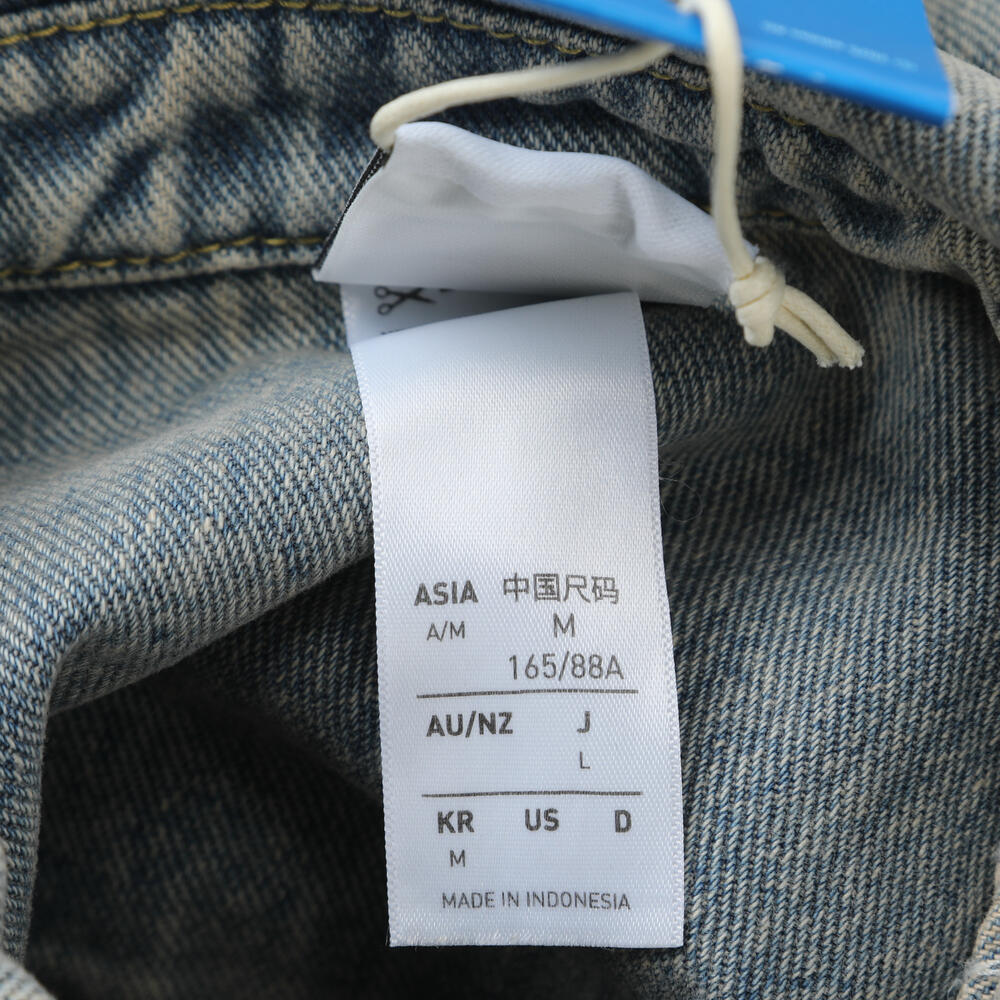 ASIA 中国尺码
A/M M
165/88A
AU/NZ J
L
KR US D
M
MADE IN INDONESIA